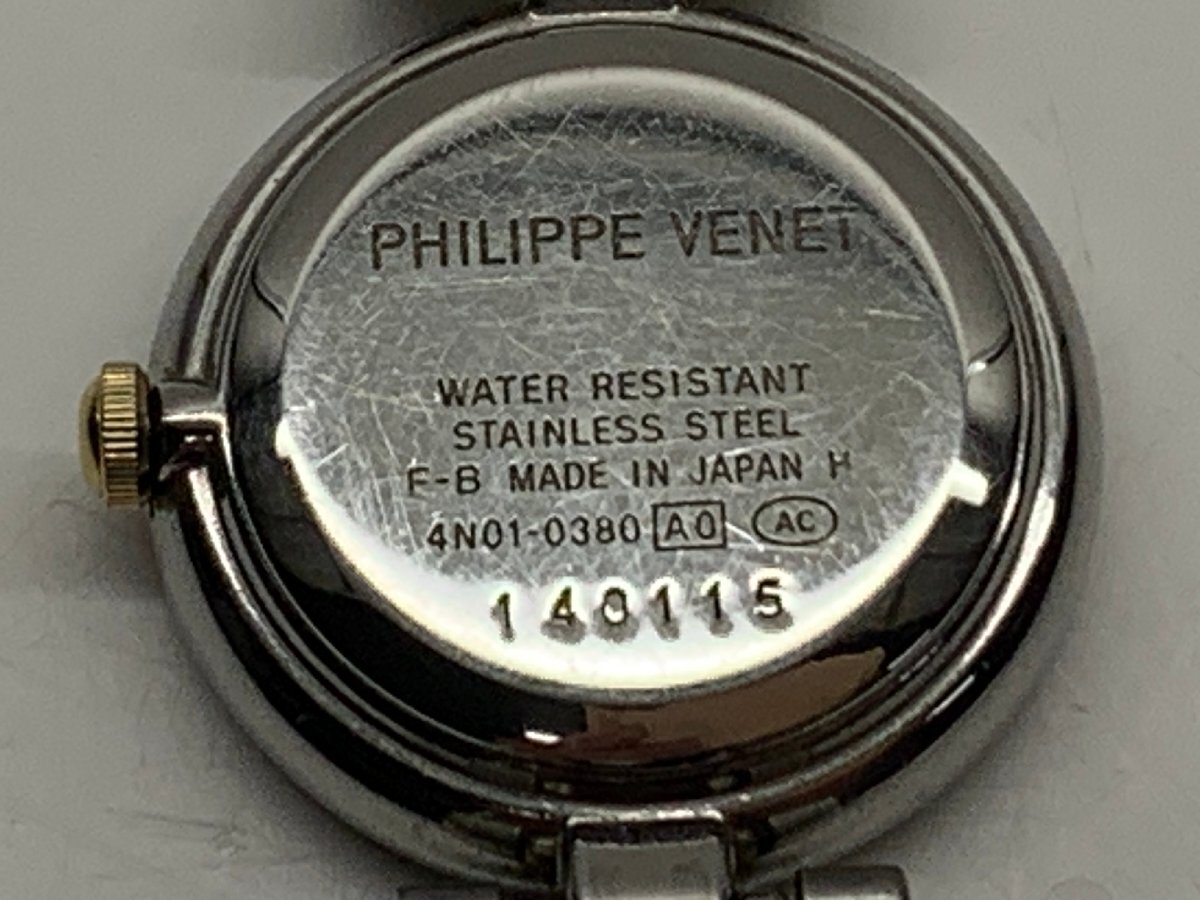 PHILIPPE VENET
WATER RESISTANT
STAINLESS STEEL
F-B MADE IN JAPAN H
4N01-0380 A0 AC
140115